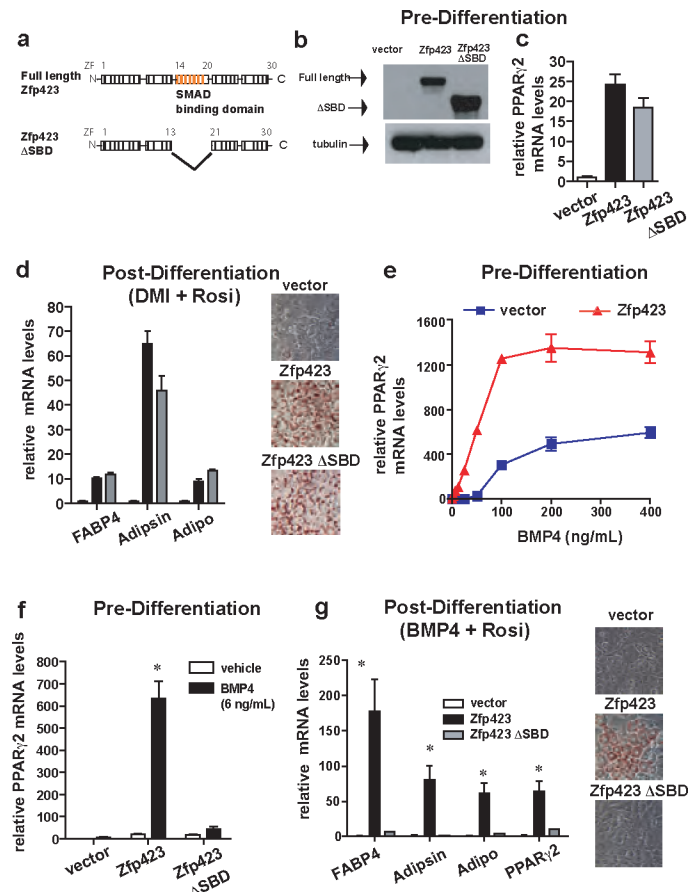 Pre-Differentiation
a
ZF 1 14 20 30
Full length
Zfp423
N C
SMAD
binding domain
ZF 1 13 21 30
Zfp423
ΔSBD
N C
b
vector Zfp423 Zfp423
ΔSBD
Full length
ΔSBD
tubulin
c
relative PPARγ2
mRNA levels
30
25
20
15
10
5
0
vector
Zfp423
Zfp423
ΔSBD
d
Post-Differentiation
(DMI + Rosi)
relative mRNA levels
80
70
60
50
40
30
20
10
0
FABP4
Adipsin
Adipo
vector
Zfp423
Zfp423 ΔSBD
e
Pre-Differentiation
vector Zfp423
relative PPARγ2
mRNA levels
1600
1200
800
400
0
0 100 200 300 400
BMP4 (ng/mL)
f
Pre-Differentiation
relative PPARγ2 mRNA levels
800
700
600
500
400
300
200
100
0
*
vehicle
BMP4
(6 ng/mL)
vector
Zfp423
Zfp423
ΔSBD
g
Post-Differentiation
(BMP4 + Rosi)
relative mRNA levels
250
200
150
100
50
0
* * * *
vector
Zfp423
Zfp423 ΔSBD
FABP4
Adipsin
Adipo
PPARγ2
vector
Zfp423
Zfp423 ΔSBD